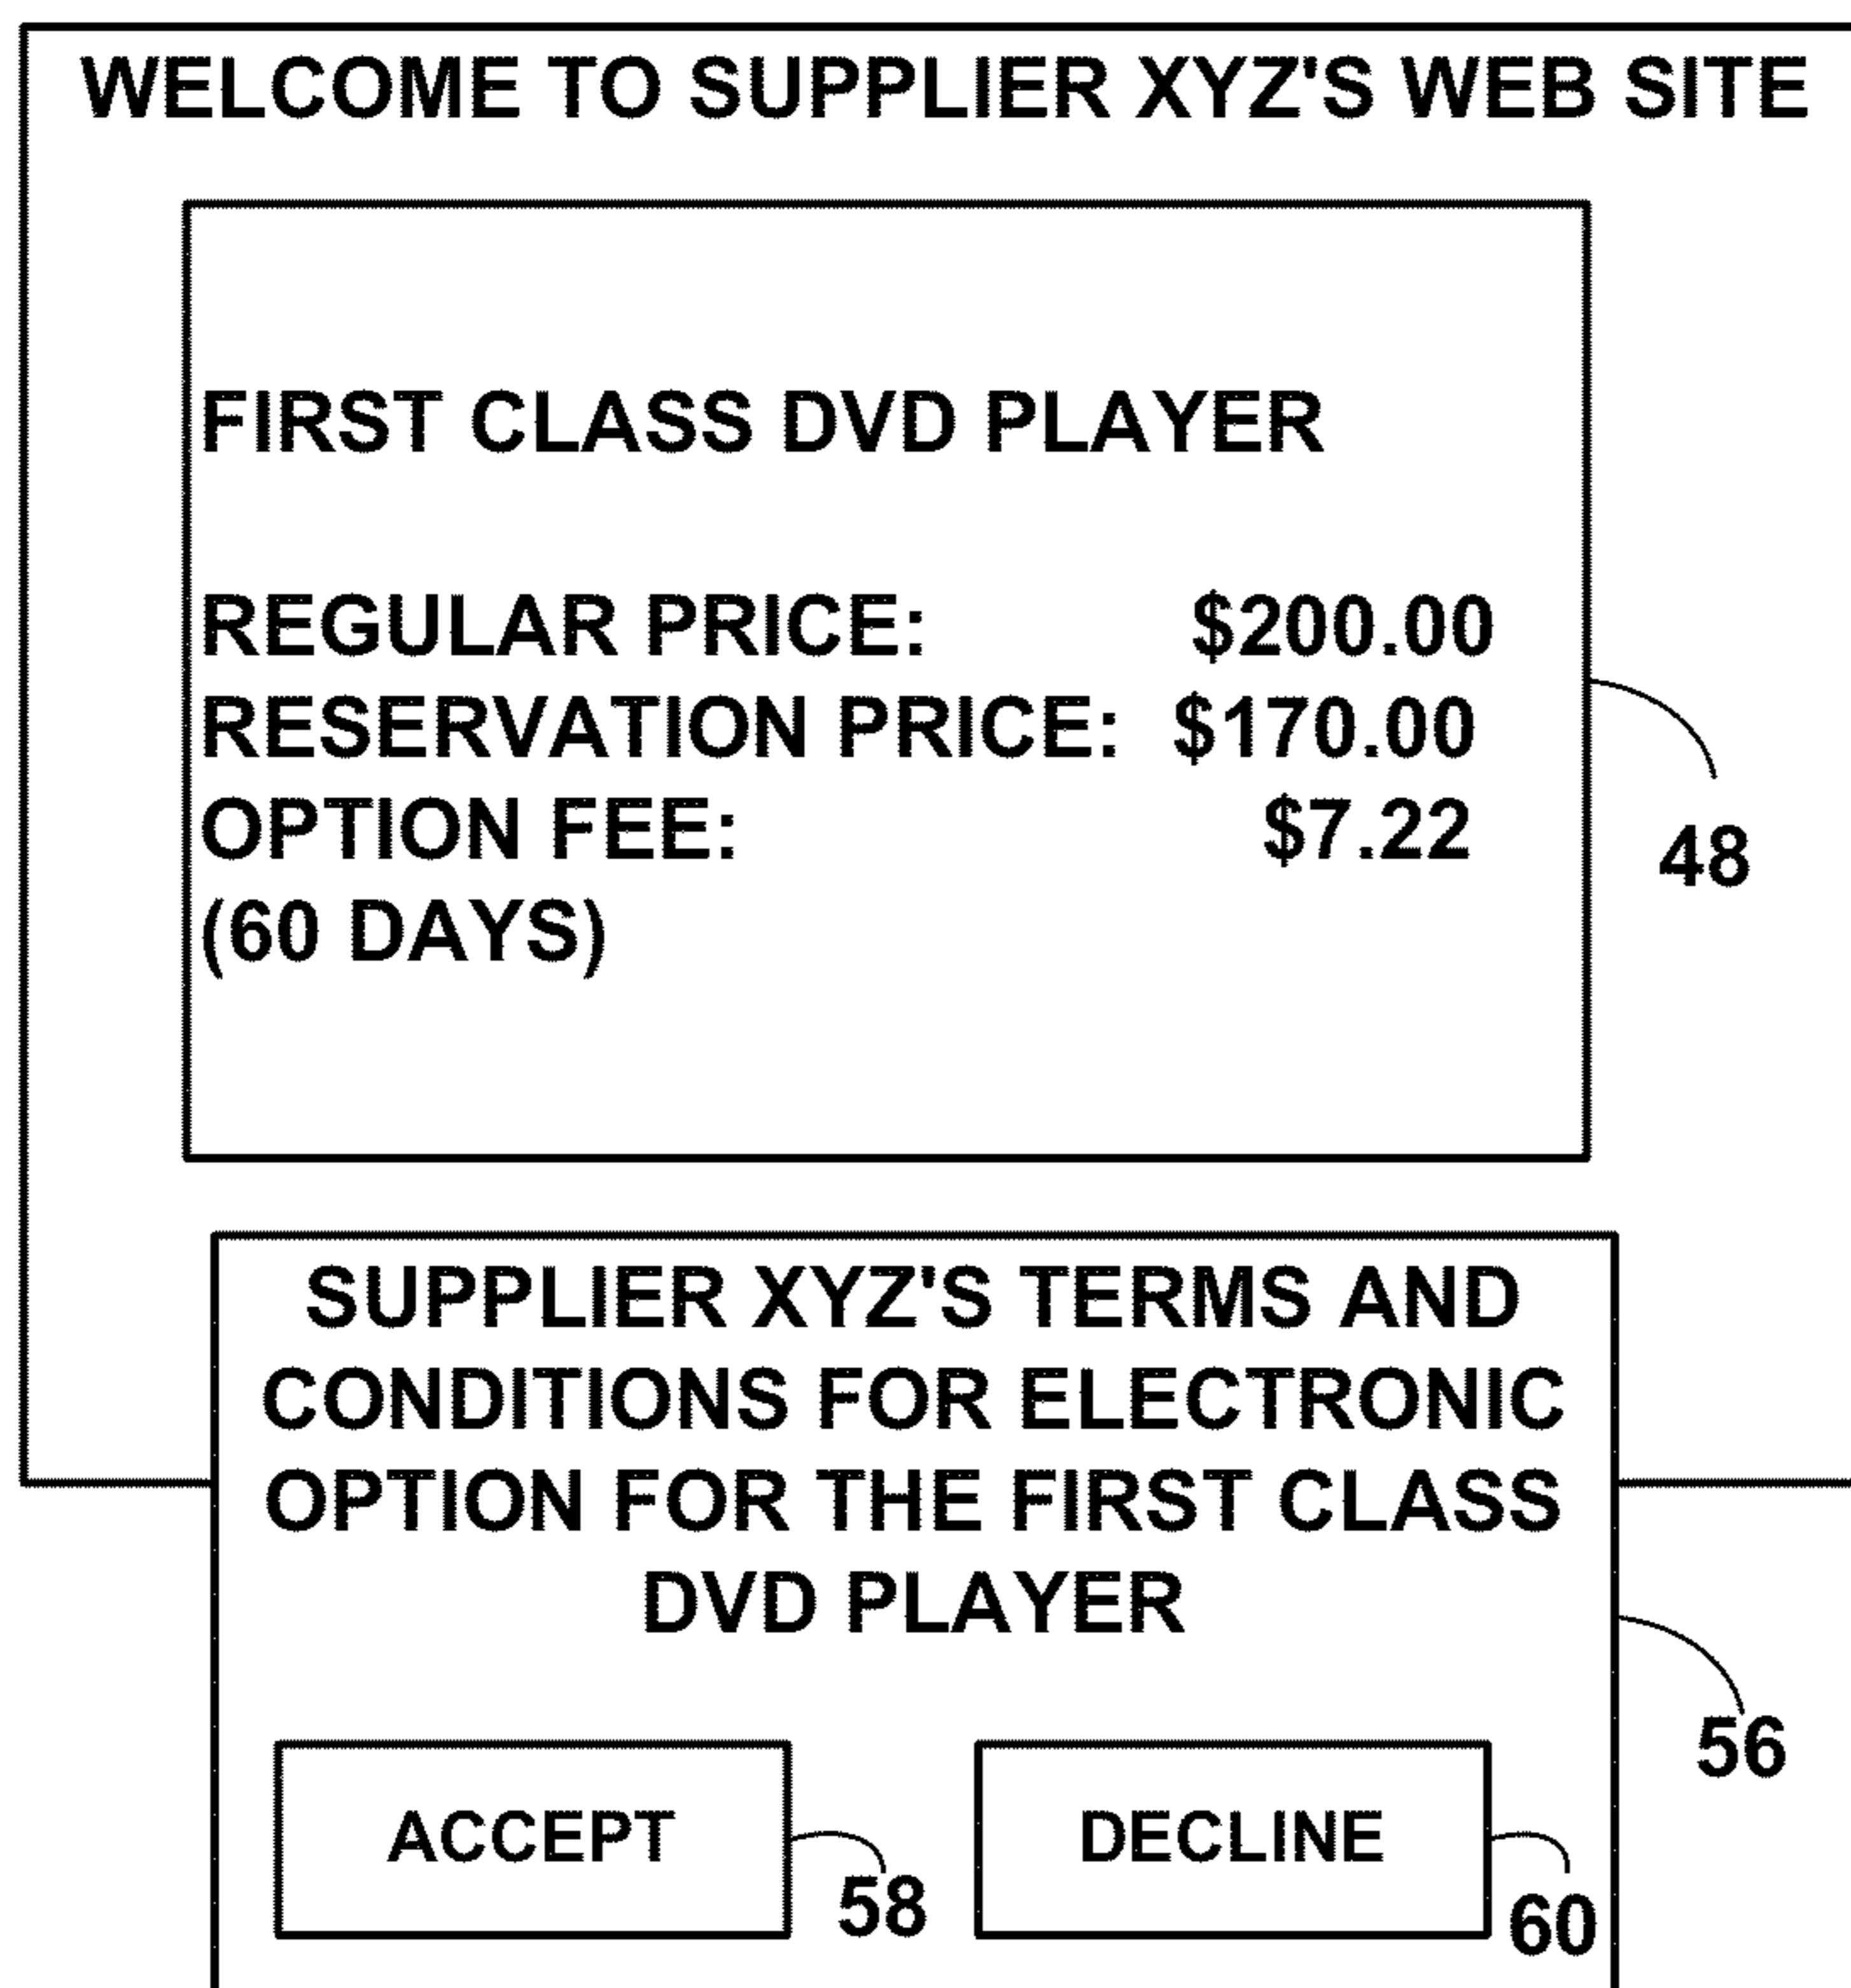 WELCOME TO SUPPLIER XYZ'S WEB SITE
FIRST CLASS DVD PLAYER
REGULAR PRICE: $200.00
RESERVATION PRICE: $170.00
OPTION FEE: $7.22
(60 DAYS)
48
SUPPLIER XYZ'S TERMS AND
CONDITIONS FOR ELECTRONIC
OPTION FOR THE FIRST CLASS
DVD PLAYER
56
ACCEPT
58
DECLINE
60